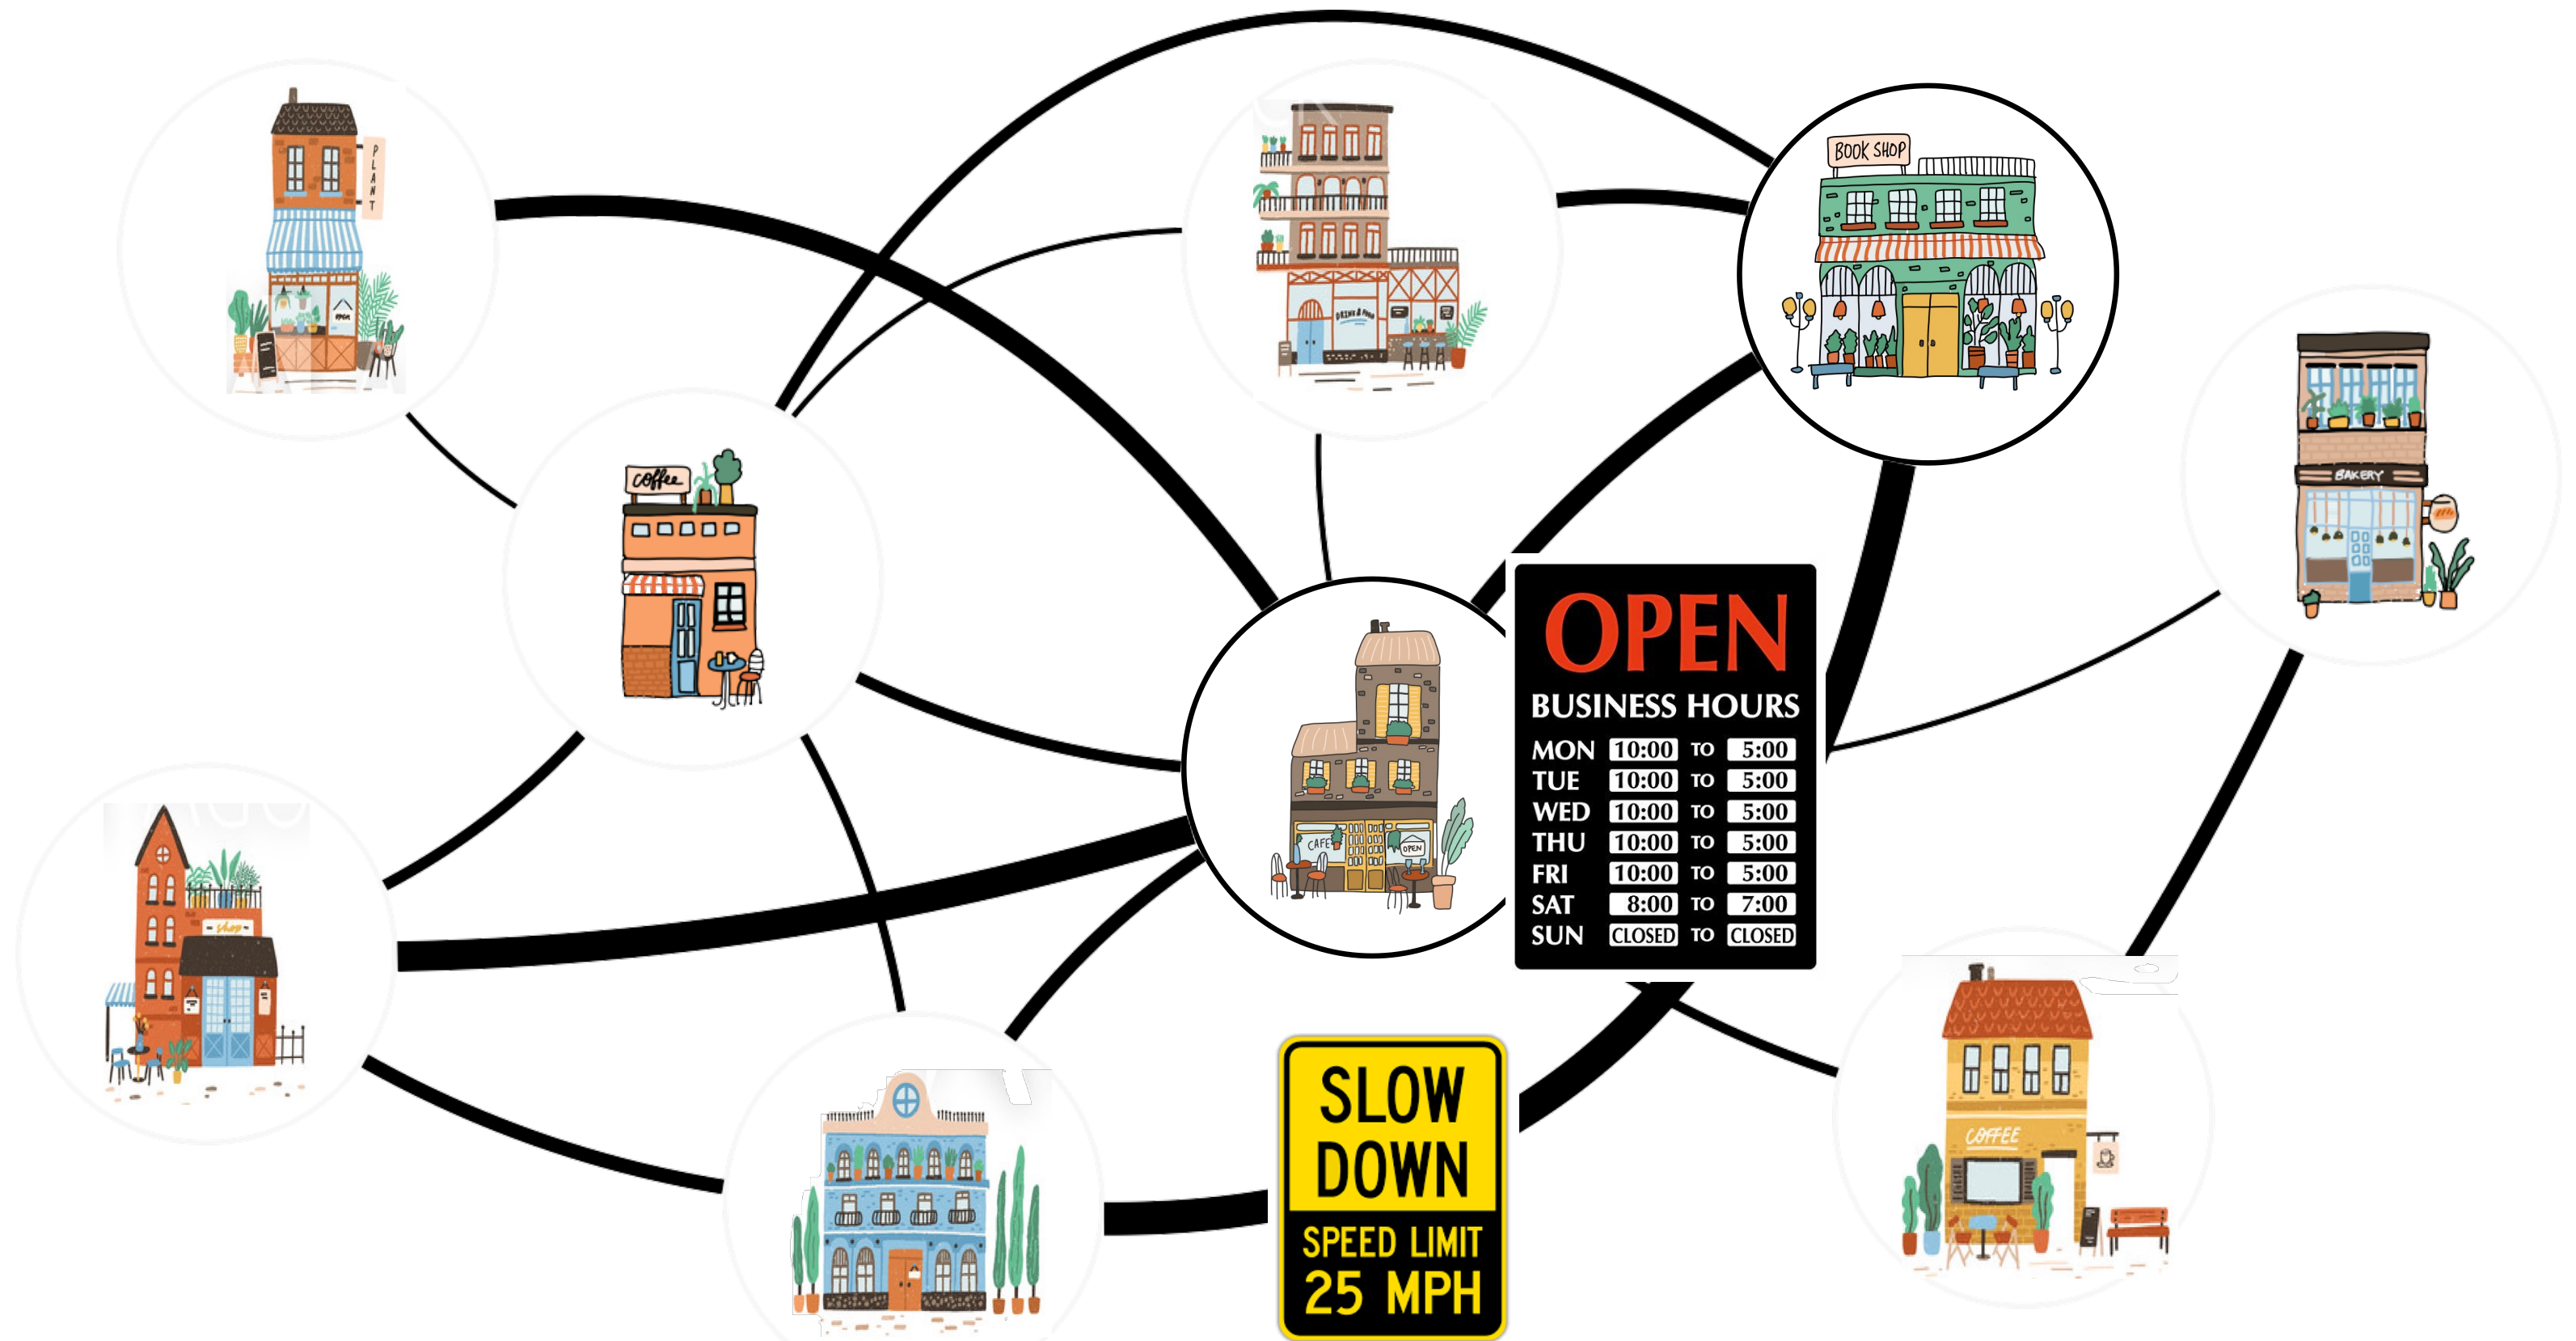 PLANT
OPEN
DRINK & FOOD
BOOK SHOP
coffee
BAKERY
OPEN
BUSINESS HOURS
MON 10:00 TO 5:00
TUE 10:00 TO 5:00
WED 10:00 TO 5:00
THU 10:00 TO 5:00
FRI 10:00 TO 5:00
SAT 8:00 TO 7:00
SUN CLOSED TO CLOSED
CAFE
OPEN
shop
COFFEE
SLOW
DOWN
SPEED LIMIT
25 MPH